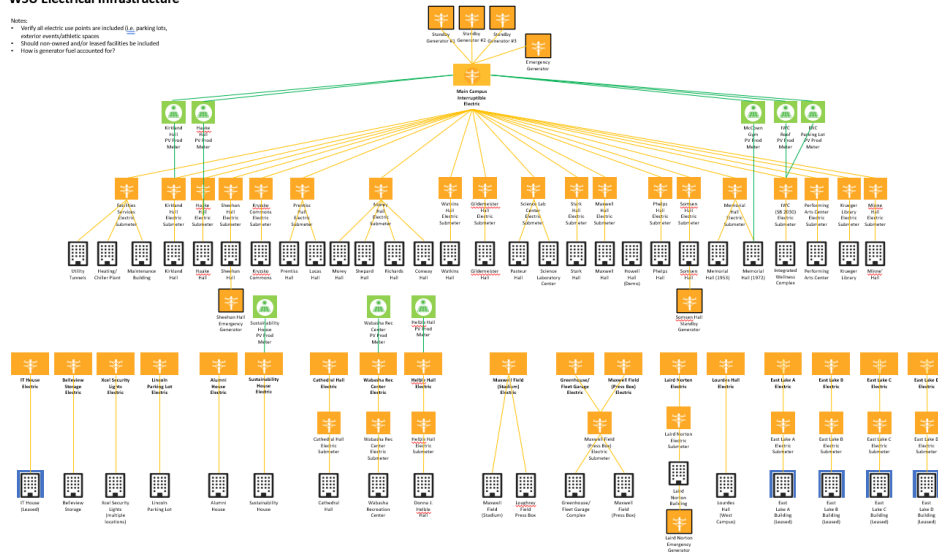 WSU Electrical Infrastructure
Notes:
• Verify all electric use points are included (i.e. parking lots,
exterior events/athletic spaces
• Should non-owned and/or leased facilities be included
• How is generator fuel accounted for?
Standby
Generator #1
Standby
Generator #2
Standby
Generator #3
Emergency
Generator
Main Campus
Interruptible
Electric
Kirkland
Hall
PV Prod
Meter
Haake
Hall
PV Prod
Meter
McCown
Gym
PV Prod
Meter
IWC
Roof
PV Prod
Meter
Parking Lot
PV Prod
Meter
Facilities
Services
Electric
Submeter
Kirkland
Hall
Electric
Submeter
Haake
Hall
Electric
Submeter
Sheehan
Hall
Electric
Submeter
Kryzsko
Commons
Electric
Submeter
Prentiss
Hall
Electric
Submeter
Morey
Hall
Electric
Submeter
Watkins
Hall
Electric
Submeter
Gildemeister
Hall
Electric
Submeter
Science Lab
Center
Electric
Submeter
Stark
Hall
Electric
Submeter
Maxwell
Hall
Electric
Submeter
Phelps
Hall
Electric
Submeter
Somsen
Hall
Electric
Submeter
Memorial
Hall
Electric
Submeter
IWC
(SB 2030)
Electric
Submeter
Performing
Arts Center
Electric
Submeter
Krueger
Library
Electric
Submeter
Minne
Hall
Electric
Submeter
Utility
Tunnels
Heating/
Chiller Plant
Maintenance
Building
Kirkland
Hall
Haake
Hall
Sheehan
Hall
Kryzsko
Commons
Prentiss
Lucas
Hall
Morey
Hall
Shepard
Hall
Richards
Hall
Conway
Hall
Watkins
Hall
Gildemeister
Hall
Pasteur
Hall
Science
Laboratory
Center
Stark
Hall
Maxwell
Hall
Howell
Hall
(Demo)
Phelps
Hall
Somsen
Hall
Memorial
Hall (1953)
Memorial
Hall (1972)
Integrated
Wellness
Complex
Performing
Arts
Krueger
Library
Minne
Hall
Sheehan Hall
Emergency
Generator
Sustainability
House
PV Prod
Meter
Wabasha Rec
Center
PV Prod
Meter
Helble Hall
PV Prod
Meter
Somsen Hall
Standby
Generator
IT House
Electric
Belleview
Storage
Electric
Xcel Security
Lights
Electric
Lincoln
Parking Lot
Alumni
House
Electric
Sustainability
House
Electric
Cathedral Hall
Electric
Wabasha Rec
Center
Electric
Helble Hall
Electric
Maxwell Field
(Stadium)
Electric
Greenhouse/
Fleet Garage
Electric
Maxwell Field
(Press Box)
Electric
Laird Norton
Electric
Lourdes Hall
Electric
East Lake A
Electric
East Lake B
Electric
East Lake C
Electric
Electric
Cathedral Hall
Electric
Submeter
Wabasha Rec
Center
Electric
Submeter
Helble Hall
Electric
Submeter
Maxwell Field
(Press Box)
Electric
Submeter
Laird Norton
Electric
Submeter
East Lake A
Electric
Submeter
East Lake B
Electric
Submeter
East Lake C
Electric
Submeter
Electric
Submeter
IT House
(Leased)
Belleview
Storage
Xcel Security
Lights
(multiple
locations)
Lincoln
Parking Lot
Alumni
House
Sustainability
House
Cathedral
Hall
Wabasha
Recreation
Center
Donna J.
Helble
Hall
Maxwell
Field
(Stadium)
Loughrey
Field
Press Box
Greenhouse/
Fleet Garage
Complex
Maxwell
Field
(Press Box)
Laird
Norton
Building
Lourdes
Hall
(West
Campus)
East
Lake A
Building
(Leased)
East
Lake B
Building
(Leased)
East
Lake C
Building
(Leased)
East
Lake D
Building
(Leased)
Laird Norton
Emergency
Generator